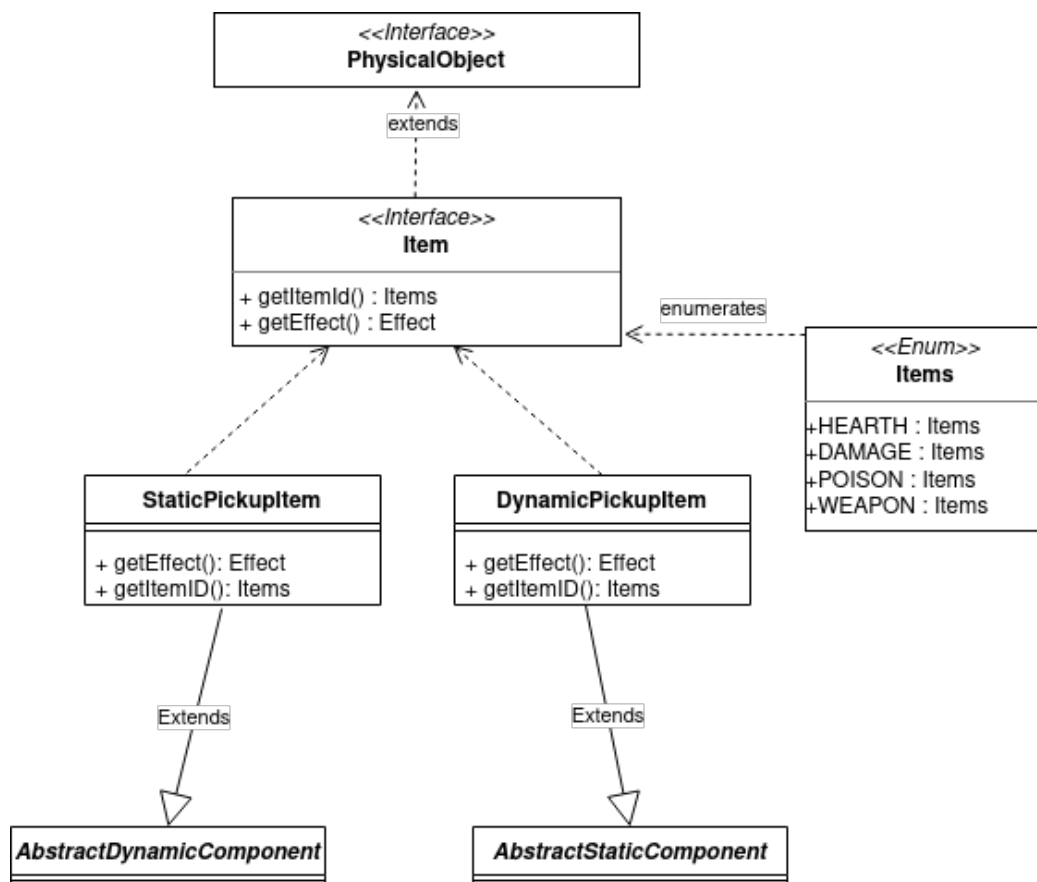 <<Interface>>
PhysicalObject
extends
<<Interface>>
Item
+ getItemId() : Items
+ getEffect() : Effect
enumerates
<<Enum>>
Items
+HEARTH : Items
+DAMAGE : Items
+POISON : Items
+WEAPON : Items
StaticPickupItem
+ getEffect(): Effect
+ getItemID(): Items
DynamicPickupItem
+ getEffect(): Effect
+ getItemID(): Items
Extends
Extends
AbstractDynamicComponent
AbstractStaticComponent